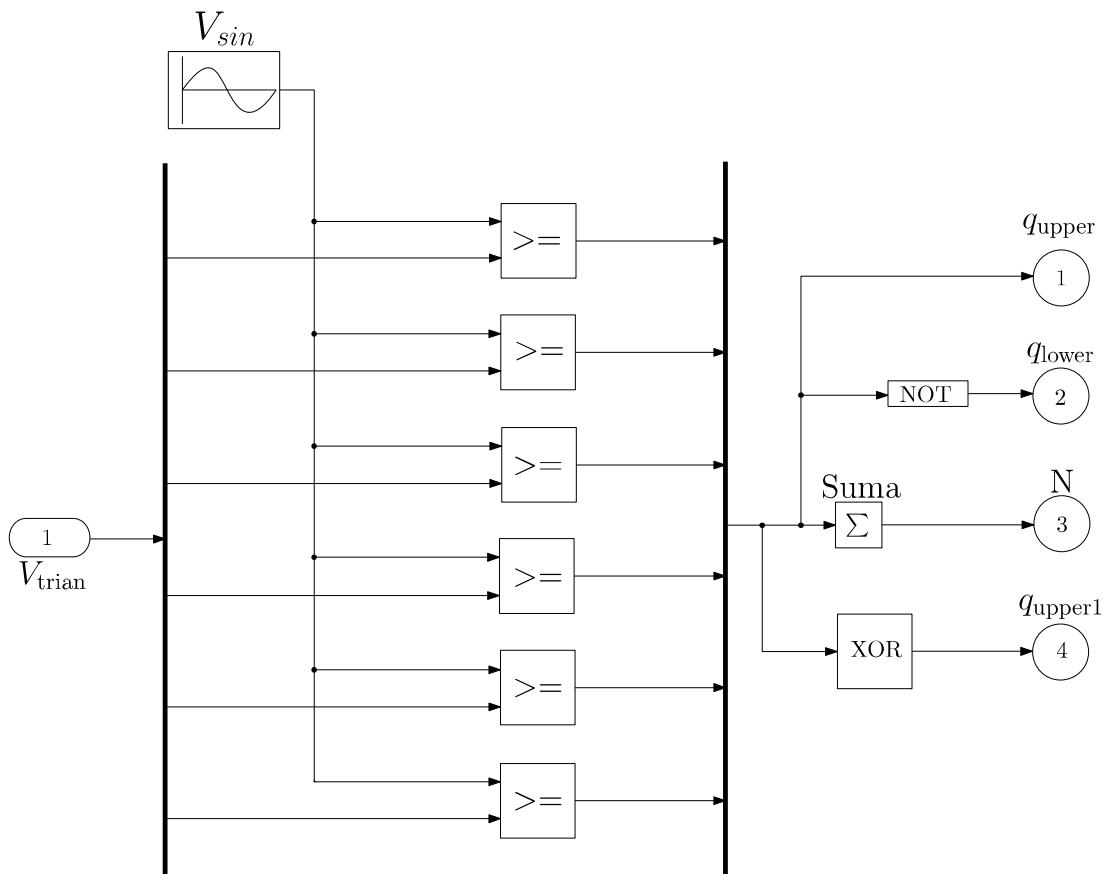 V_sin
>=
q_upper
1
>=
q_lower
NOT
2
>=
Suma
∑
N
3
1
V_trian
>=
q_upper1
XOR
4
>=
>=